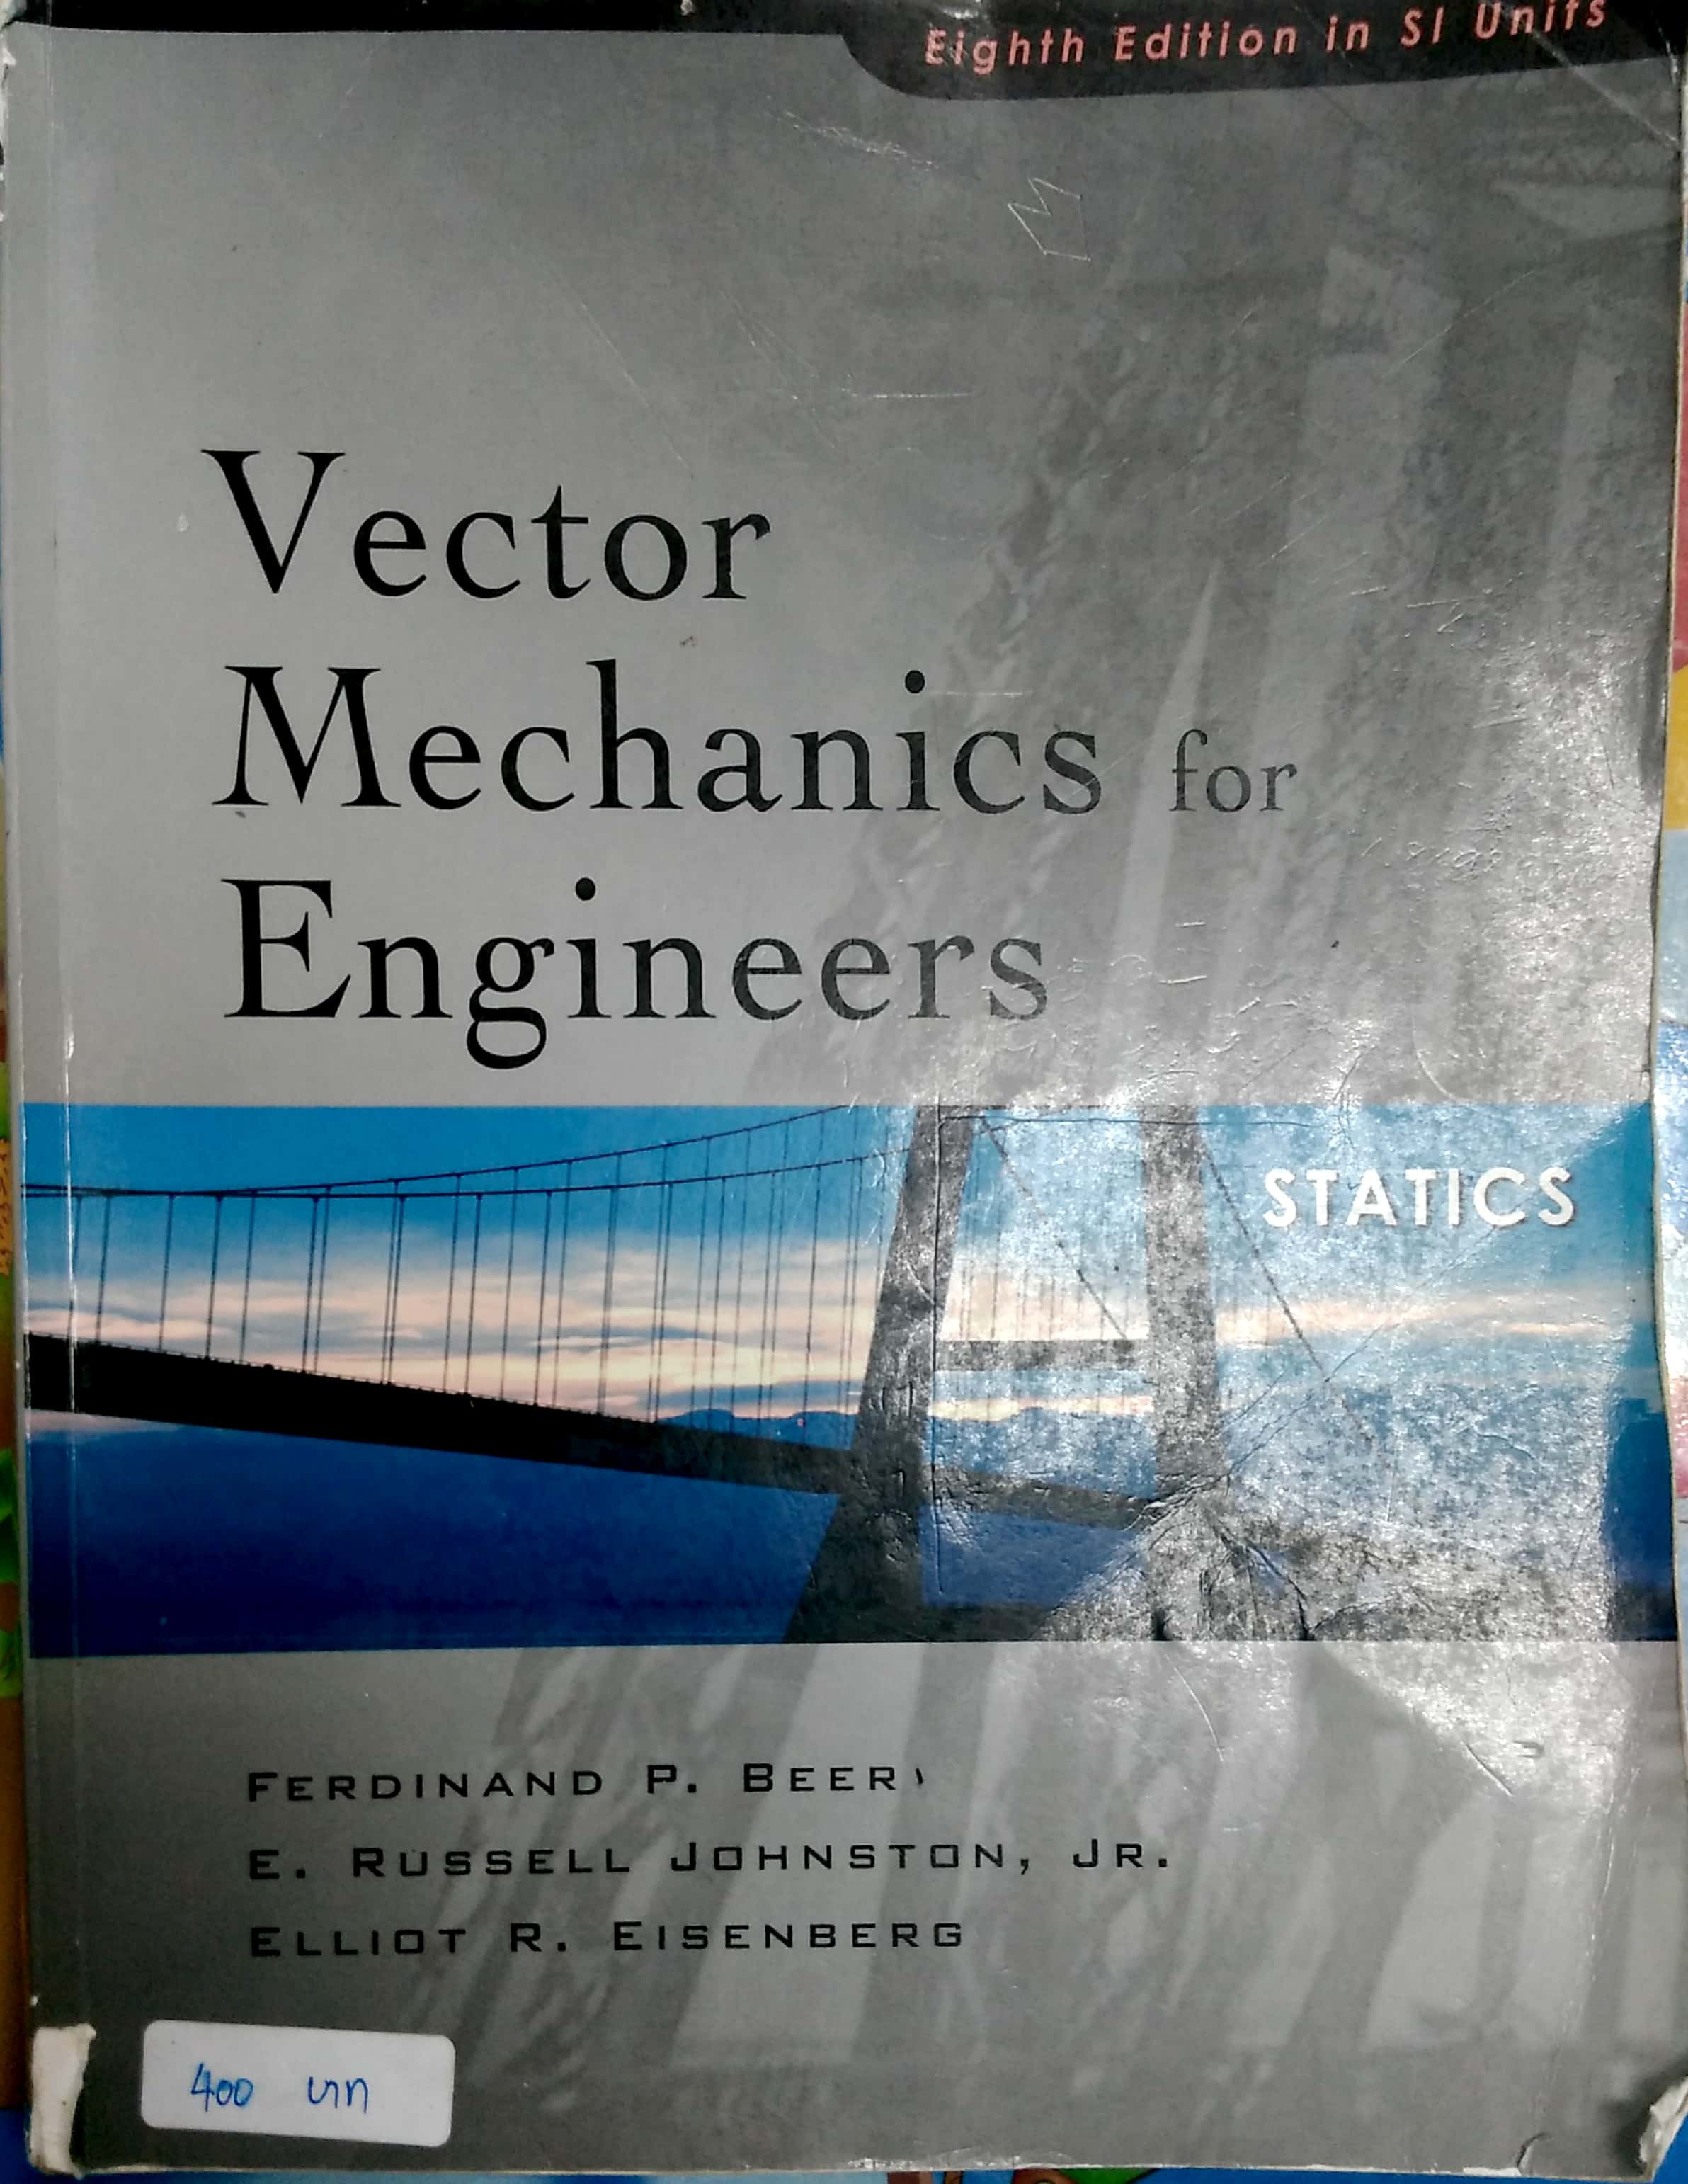 Eighth Edition in SI Units
Vector
Mechanics for
Engineers
STATICS
FERDINAND P. BEER
E. RUSSELL JOHNSTON, JR.
ELLIOT R. EISENBERG
400 บาท